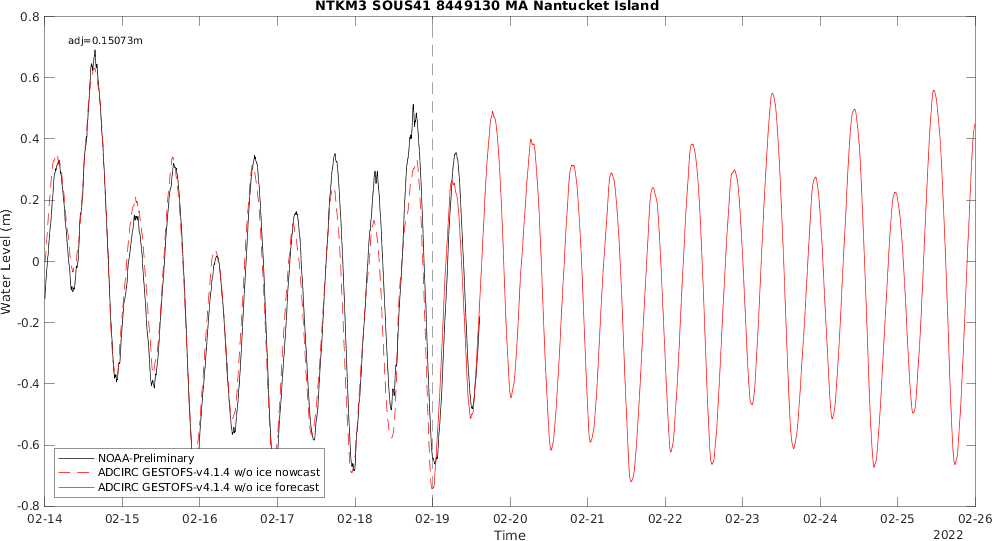 NTKM3 SOUS41 8449130 MA Nantucket Island
adj=0.15073m
0.8
0.6
0.4
0.2
0
-0.2
-0.4
-0.6
-0.8
Water Level (m)
NOAA-Preliminary
ADCIRC GESTOFS-v4.1.4 w/o ice nowcast
ADCIRC GESTOFS-v4.1.4 w/o ice forecast
02-14 02-15 02-16 02-17 02-18 02-19 02-20 02-21 02-22 02-23 02-24 02-25 02-26
Time
2022